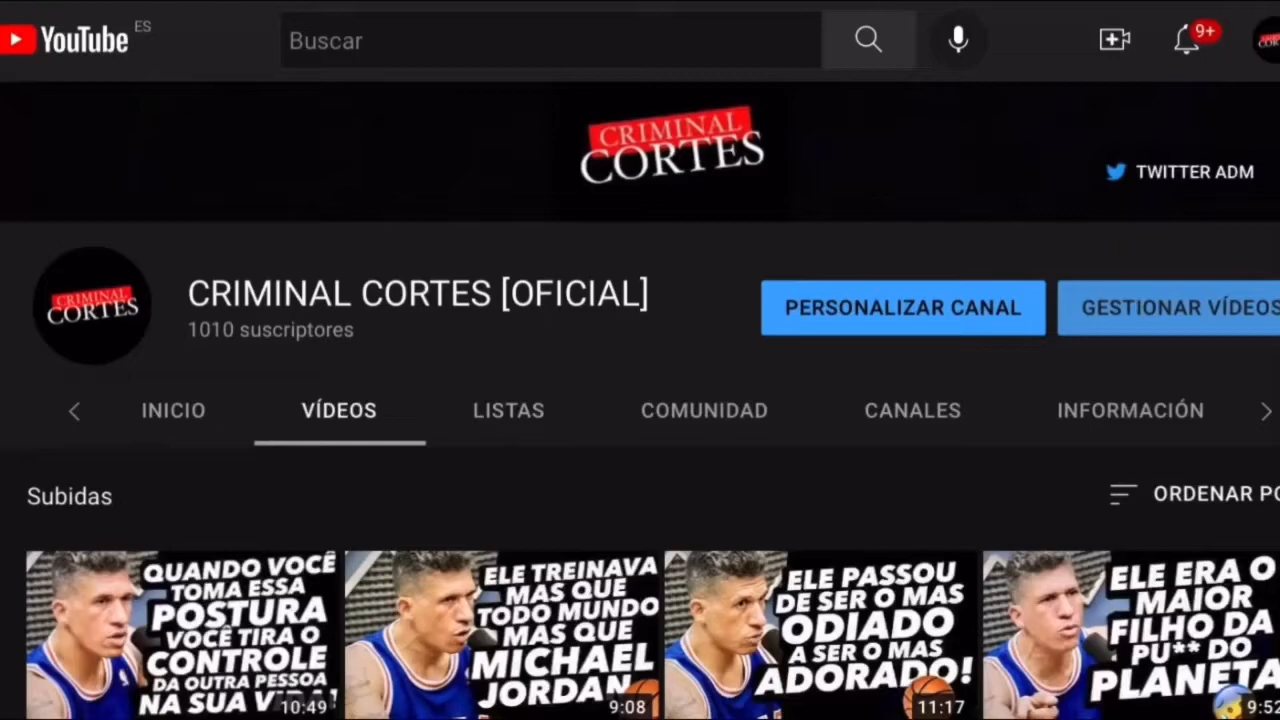 YouTube ES
Buscar
9+
CRIMINAL
CORTES
TWITTER ADM
CRIMINAL
CORTES
CRIMINAL CORTES [OFICIAL]
1010 suscriptores
PERSONALIZAR CANAL
GESTIONAR VÍDEOS
INICIO
VÍDEOS
LISTAS
COMUNIDAD
CANALES
INFORMACIÓN
Subidas
ORDENAR PO
QUANDO VOCÊ
TOMA ESSA
POSTURA
VOCÊ TIRA O
CONTROLE
DA OUTRA PESSOA
NA SUA
10:49
ELE TREINAVA
MAS QUE
TODO MUNDO
MAS QUE
MICHAEL
JORDAN
9:08
ELE PASSOU
DE SER O MAS
ODIADO
A SER O MAS
ADORADO!
11:17
ELE ERA O
MAIOR
FILHO DA
PU** DO
PLANETA
9:52